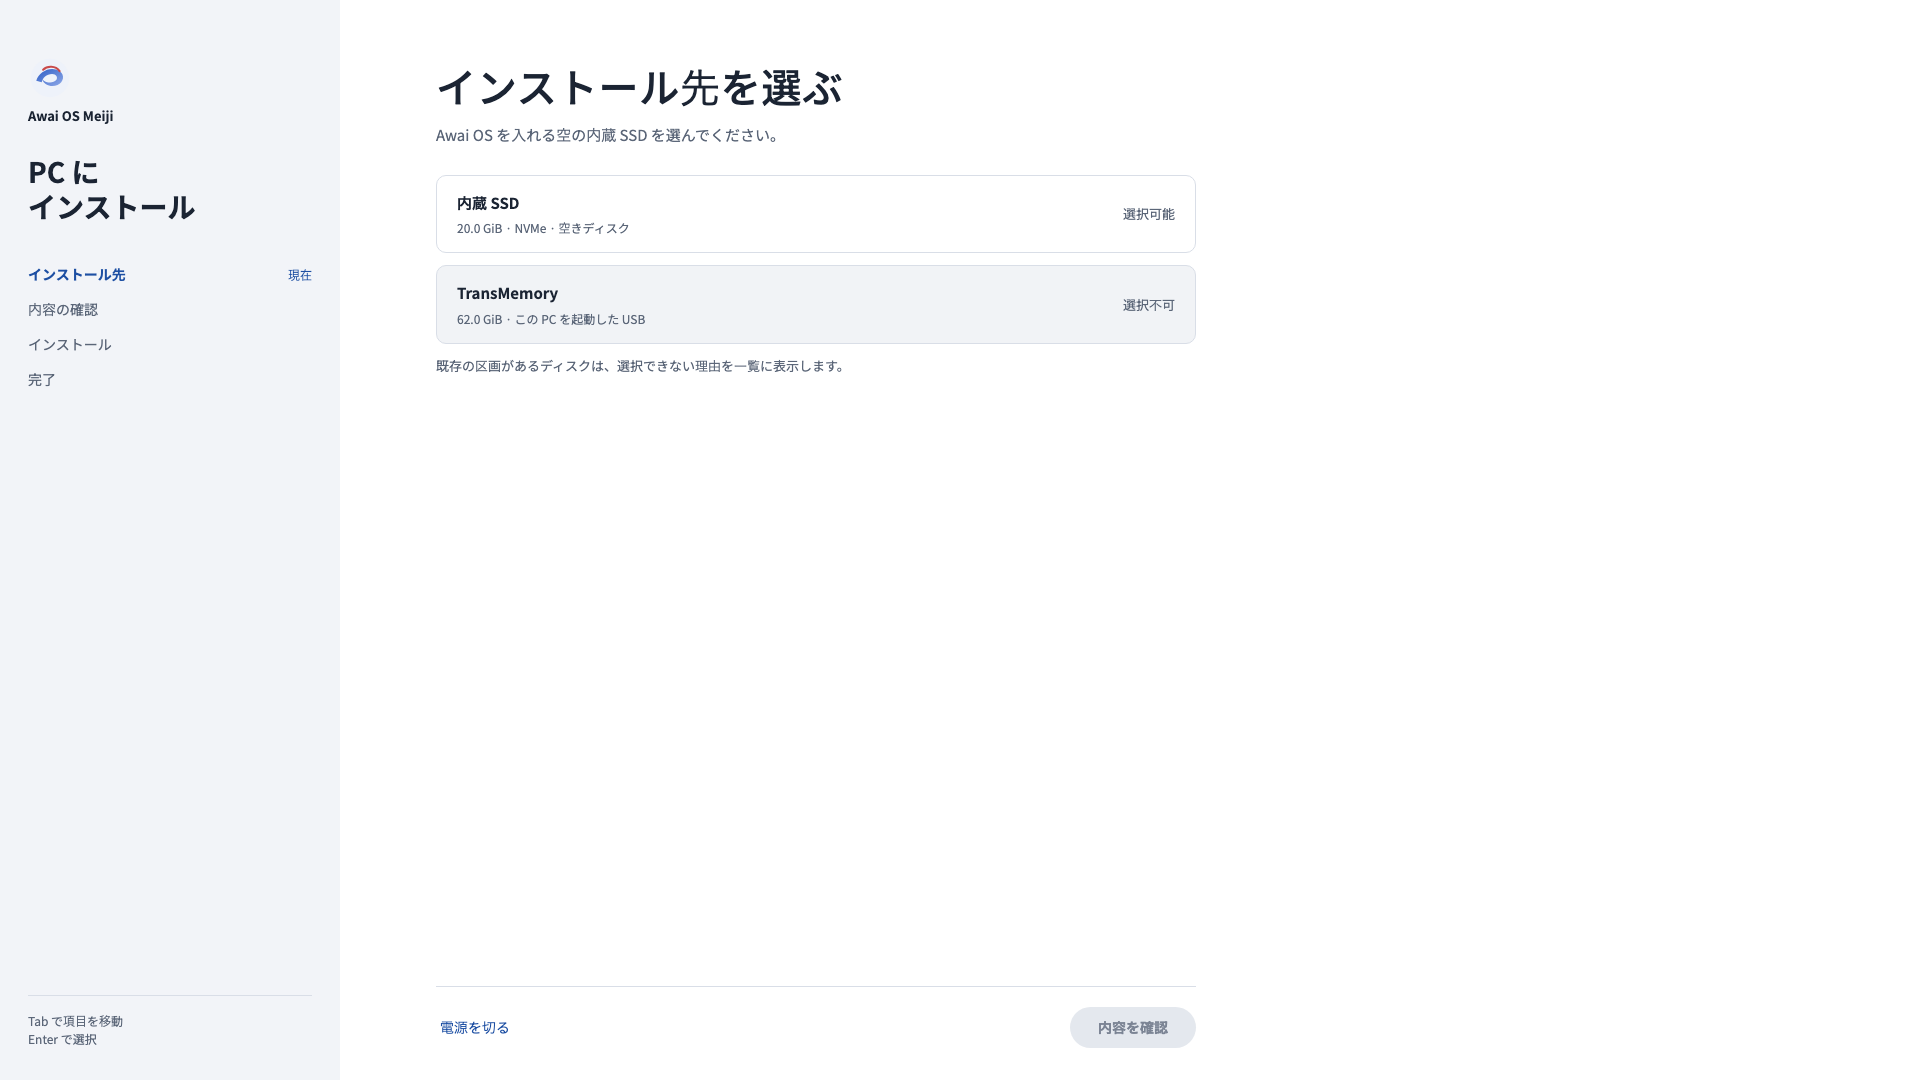 Awai OS Meiji
PC に
インストール
インストール先 現在
内容の確認
インストール
完了
Tab で項目を移動
Enter で選択
インストール先を選ぶ
Awai OS を入れる空の内蔵 SSD を選んでください。
内蔵 SSD
20.0 GiB · NVMe · 空きディスク
選択可能
TransMemory
62.0 GiB · この PC を起動した USB
選択不可
既存の区画があるディスクは、選択できない理由を一覧に表示します。
電源を切る
内容を確認